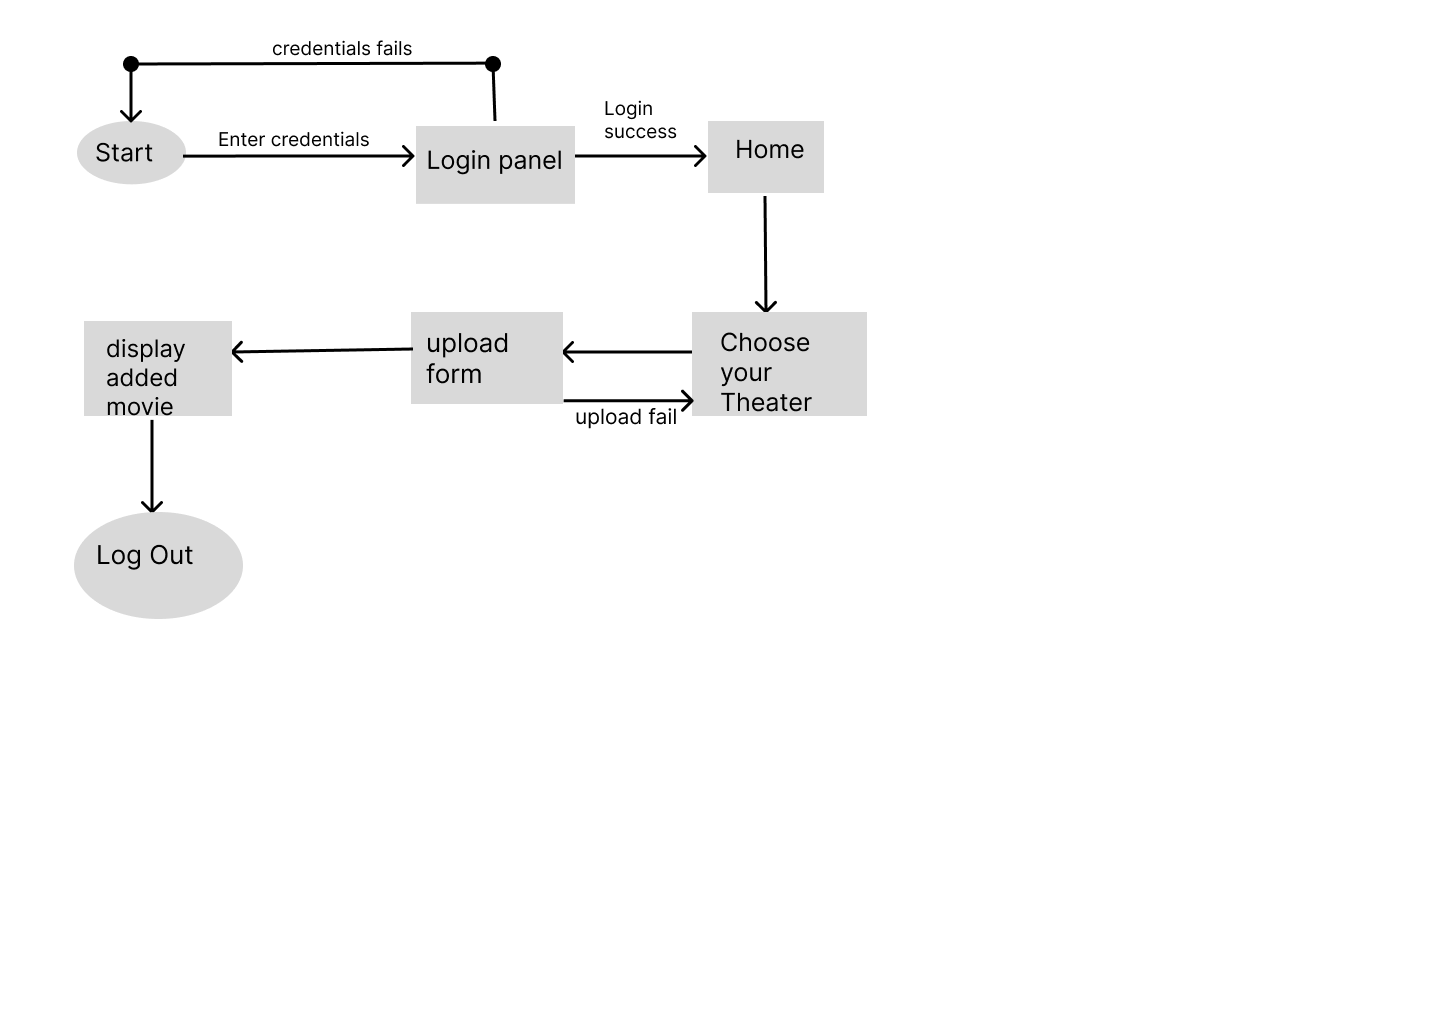 credentials fails
Start
Enter credentials
Login panel
Login
success
Home
display
added
movie
upload
form
upload fail
Choose
your
Theater
Log Out